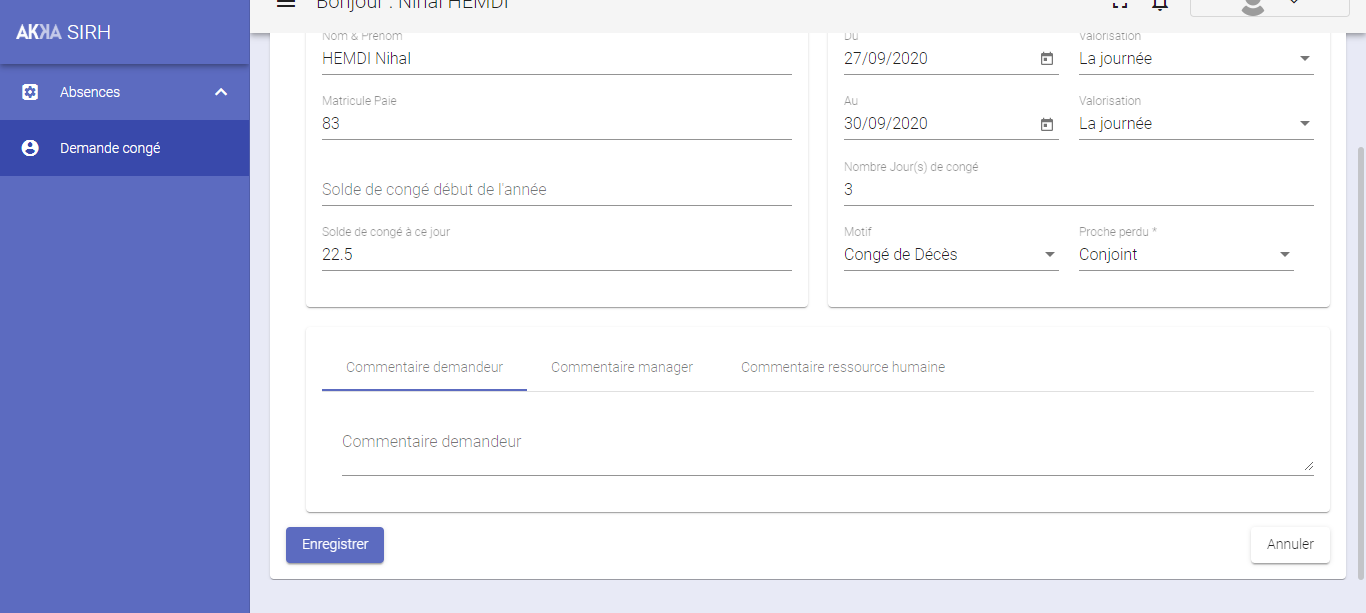 Bonjour : Nihal HEMDI
AKKA SIRH
Absences
Demande congé
Nom & Prénom
HEMDI Nihal
Matricule Paie
83
Solde de congé début de l'année
Solde de congé à ce jour
22.5
Du
27/09/2020
Valorisation
La journée
Au
30/09/2020
Valorisation
La journée
Nombre Jour(s) de congé
3
Motif
Congé de Décès
Proche perdu *
Conjoint
Commentaire demandeur
Commentaire manager
Commentaire ressource humaine
Commentaire demandeur
Enregistrer
Annuler